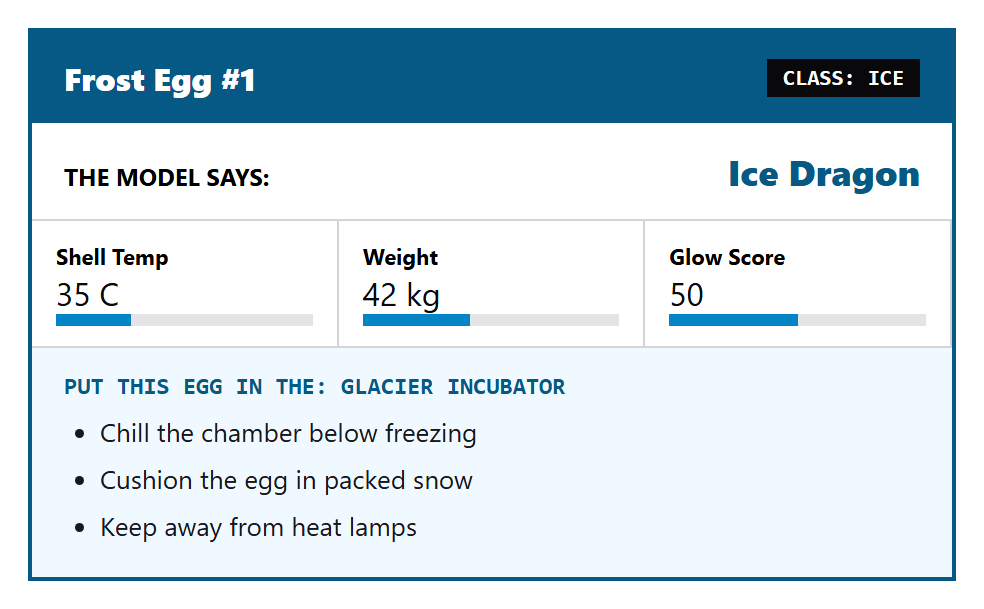 Frost Egg #1
CLASS: ICE
THE MODEL SAYS:
Ice Dragon
Shell Temp
35 C
Weight
42 kg
Glow Score
50
PUT THIS EGG IN THE: GLACIER INCUBATOR
• Chill the chamber below freezing
• Cushion the egg in packed snow
• Keep away from heat lamps